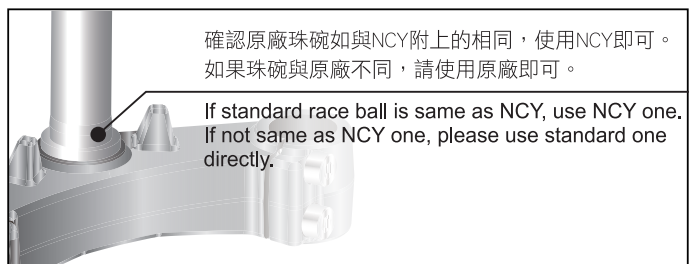 確認原廠珠碗如與NCY附上的相同，使用NCY即可。
如果珠碗與原廠不同，請使用原廠即可。
If standard race ball is same as NCY, use NCY one.
If not same as NCY one, please use standard one
directly.